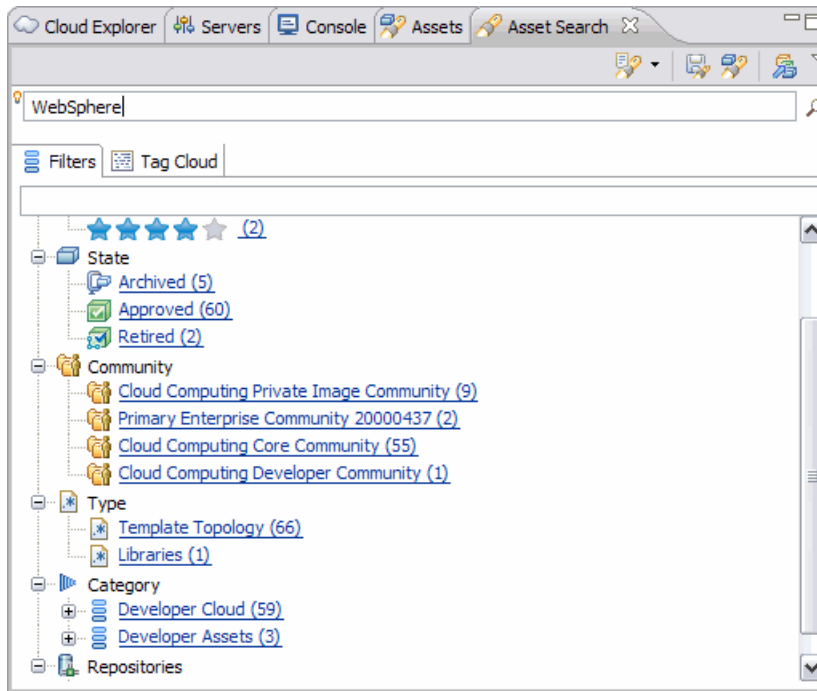 Cloud Explorer Servers Console Assets Asset Search
WebSphere
Filters Tag Cloud
(2)
State
Archived (5)
Approved (60)
Retired (2)
Community
Cloud Computing Private Image Community (9)
Primary Enterprise Community 20000437 (2)
Cloud Computing Core Community (55)
Cloud Computing Developer Community (1)
Type
Template Topology (66)
Libraries (1)
Category
Developer Cloud (59)
Developer Assets (3)
Repositories